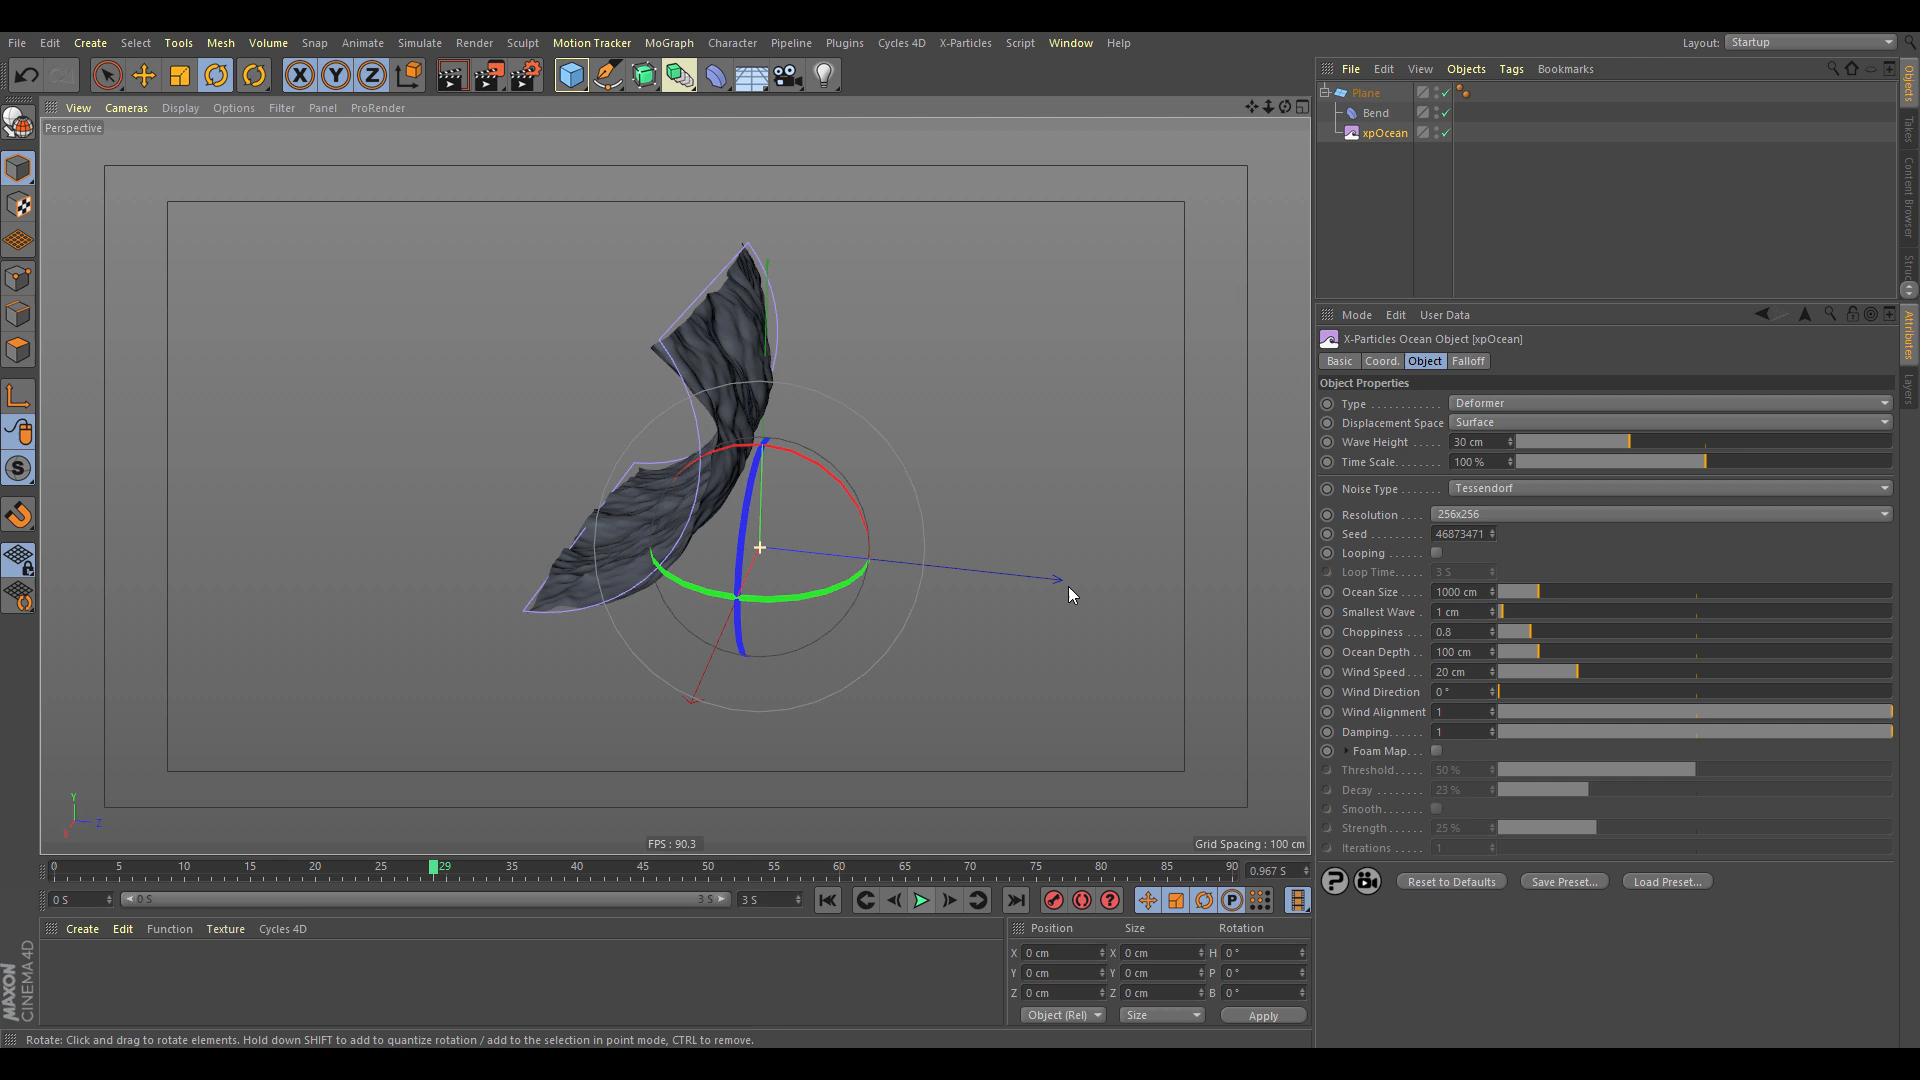 File Edit Create Select Tools Mesh Volume Snap Animate Simulate Render Sculpt Motion Tracker MoGraph Character Pipeline Plugins Cycles 4D X-Particles Script Window Help Layout: Startup
X Y Z
File Edit View Objects Tags Bookmarks
View Cameras Display Options Filter Panel ProRender
Perspective
Plane
Bend
xpOcean
Objects
Takes
Content Browser
Struc
Mode Edit User Data
X-Particles Ocean Object [xpOcean]
Basic Coord. Object Falloff
Object Properties
Type . . . . . . . . . . . . Deformer
Displacement Space Surface
Wave Height . . . . . 30 cm
Time Scale. . . . . . . . 100 %
Noise Type . . . . . . . Tessendorf
Resolution . . . . 256x256
Seed . . . . . . . . . 46873471
Looping . . . . . .
Loop Time. . . . 3 S
Ocean Size . . . 1000 cm
Smallest Wave . 1 cm
Choppiness . . . 0.8
Ocean Depth . . 100 cm
Wind Speed. . . 20 cm
Wind Direction 0 °
Wind Alignment 1
Damping. . . . . . 1
Foam Map. . .
Threshold. . . . . 50 %
Decay . . . . . . . . 23 %
Smooth. . . . . . .
Strength . . . . . . 25 %
Iterations . . . . . 1
Reset to Defaults Save Preset... Load Preset...
Attributes
Layers
S
Y
Z
FPS : 90.3
Grid Spacing : 100 cm
0 5 10 15 20 25 29 35 40 45 50 55 60 65 70 75 80 85 90 0.967 S
0 S 0 S 3 S 3 S
? P
Create Edit Function Texture Cycles 4D
Position Size Rotation
X 0 cm X 0 cm H 0 °
Y 0 cm Y 0 cm P 0 °
Z 0 cm Z 0 cm B 0 °
Object (Rel) Size Apply
MAXON
CINEMA4D
Rotate: Click and drag to rotate elements. Hold down SHIFT to add to quantize rotation / add to the selection in point mode, CTRL to remove.